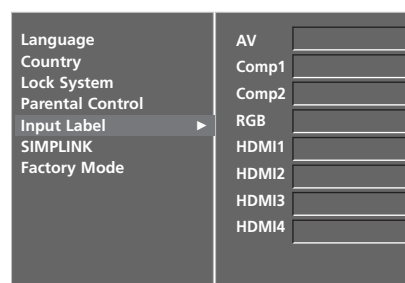 Language
Country
Lock System
Parental Control
Input Label ►
SIMPLINK
Factory Mode
AV
Comp1
Comp2
RGB
HDMI1
HDMI2
HDMI3
HDMI4